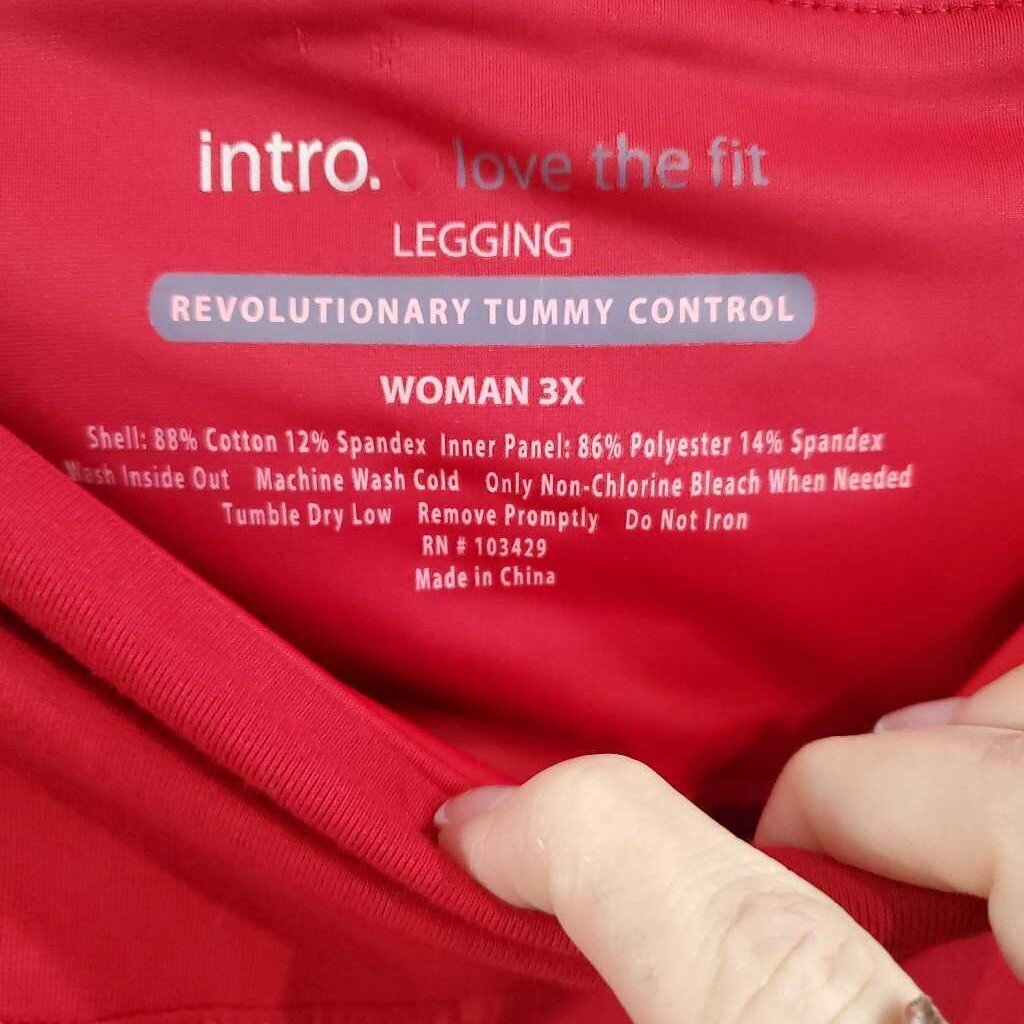 intro. love the fit
LEGGING
REVOLUTIONARY TUMMY CONTROL
WOMAN 3X
Shell: 88% Cotton 12% Spandex Inner Panel: 86% Polyester 14% Spandex
Wash Inside Out Machine Wash Cold Only Non-Chlorine Bleach When Needed
Tumble Dry Low Remove Promptly Do Not Iron
RN # 103429
Made in China